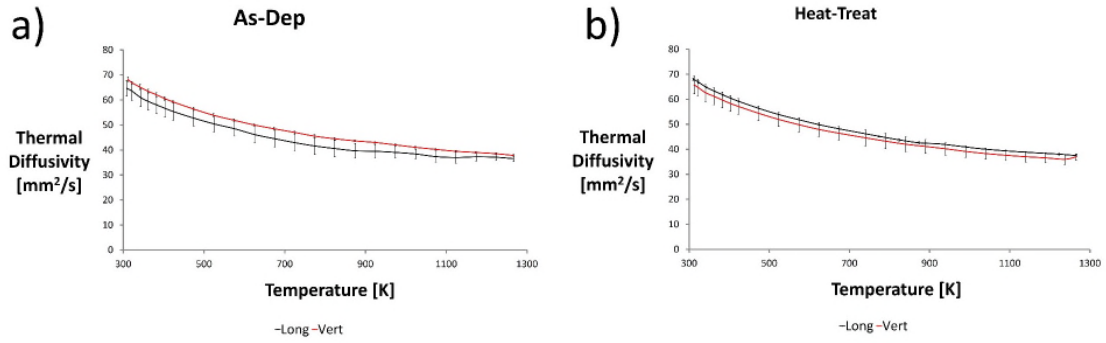 a)
As-Dep
80
70
60
50
40
30
20
10
0
Thermal
Diffusivity
[mm²/s]
300 500 700 900 1100 1300
Temperature [K]
–Long –Vert
b)
Heat-Treat
80
70
60
50
40
30
20
10
0
Thermal
Diffusivity
[mm²/s]
300 500 700 900 1100 1300
Temperature [K]
–Long –Vert